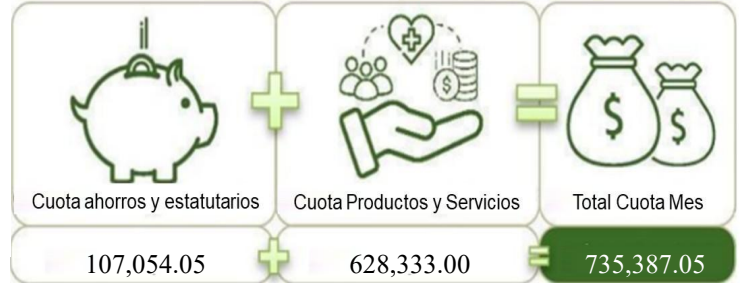 Cuota ahorros y estatutarios
Cuota Productos y Servicios
Total Cuota Mes
107,054.05
628,333.00
735,387.05